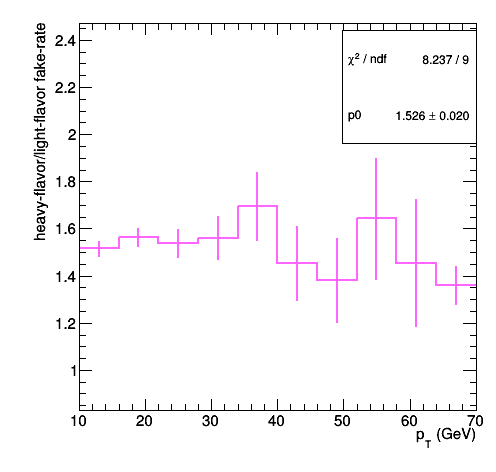 heavy-flavor/light-flavor fake-rate
2.4
2.2
2
1.8
1.6
1.4
1.2
1
χ² / ndf 8.237 / 9
p0 1.526 ± 0.020
10 20 30 40 50 60 70
p_T (GeV)